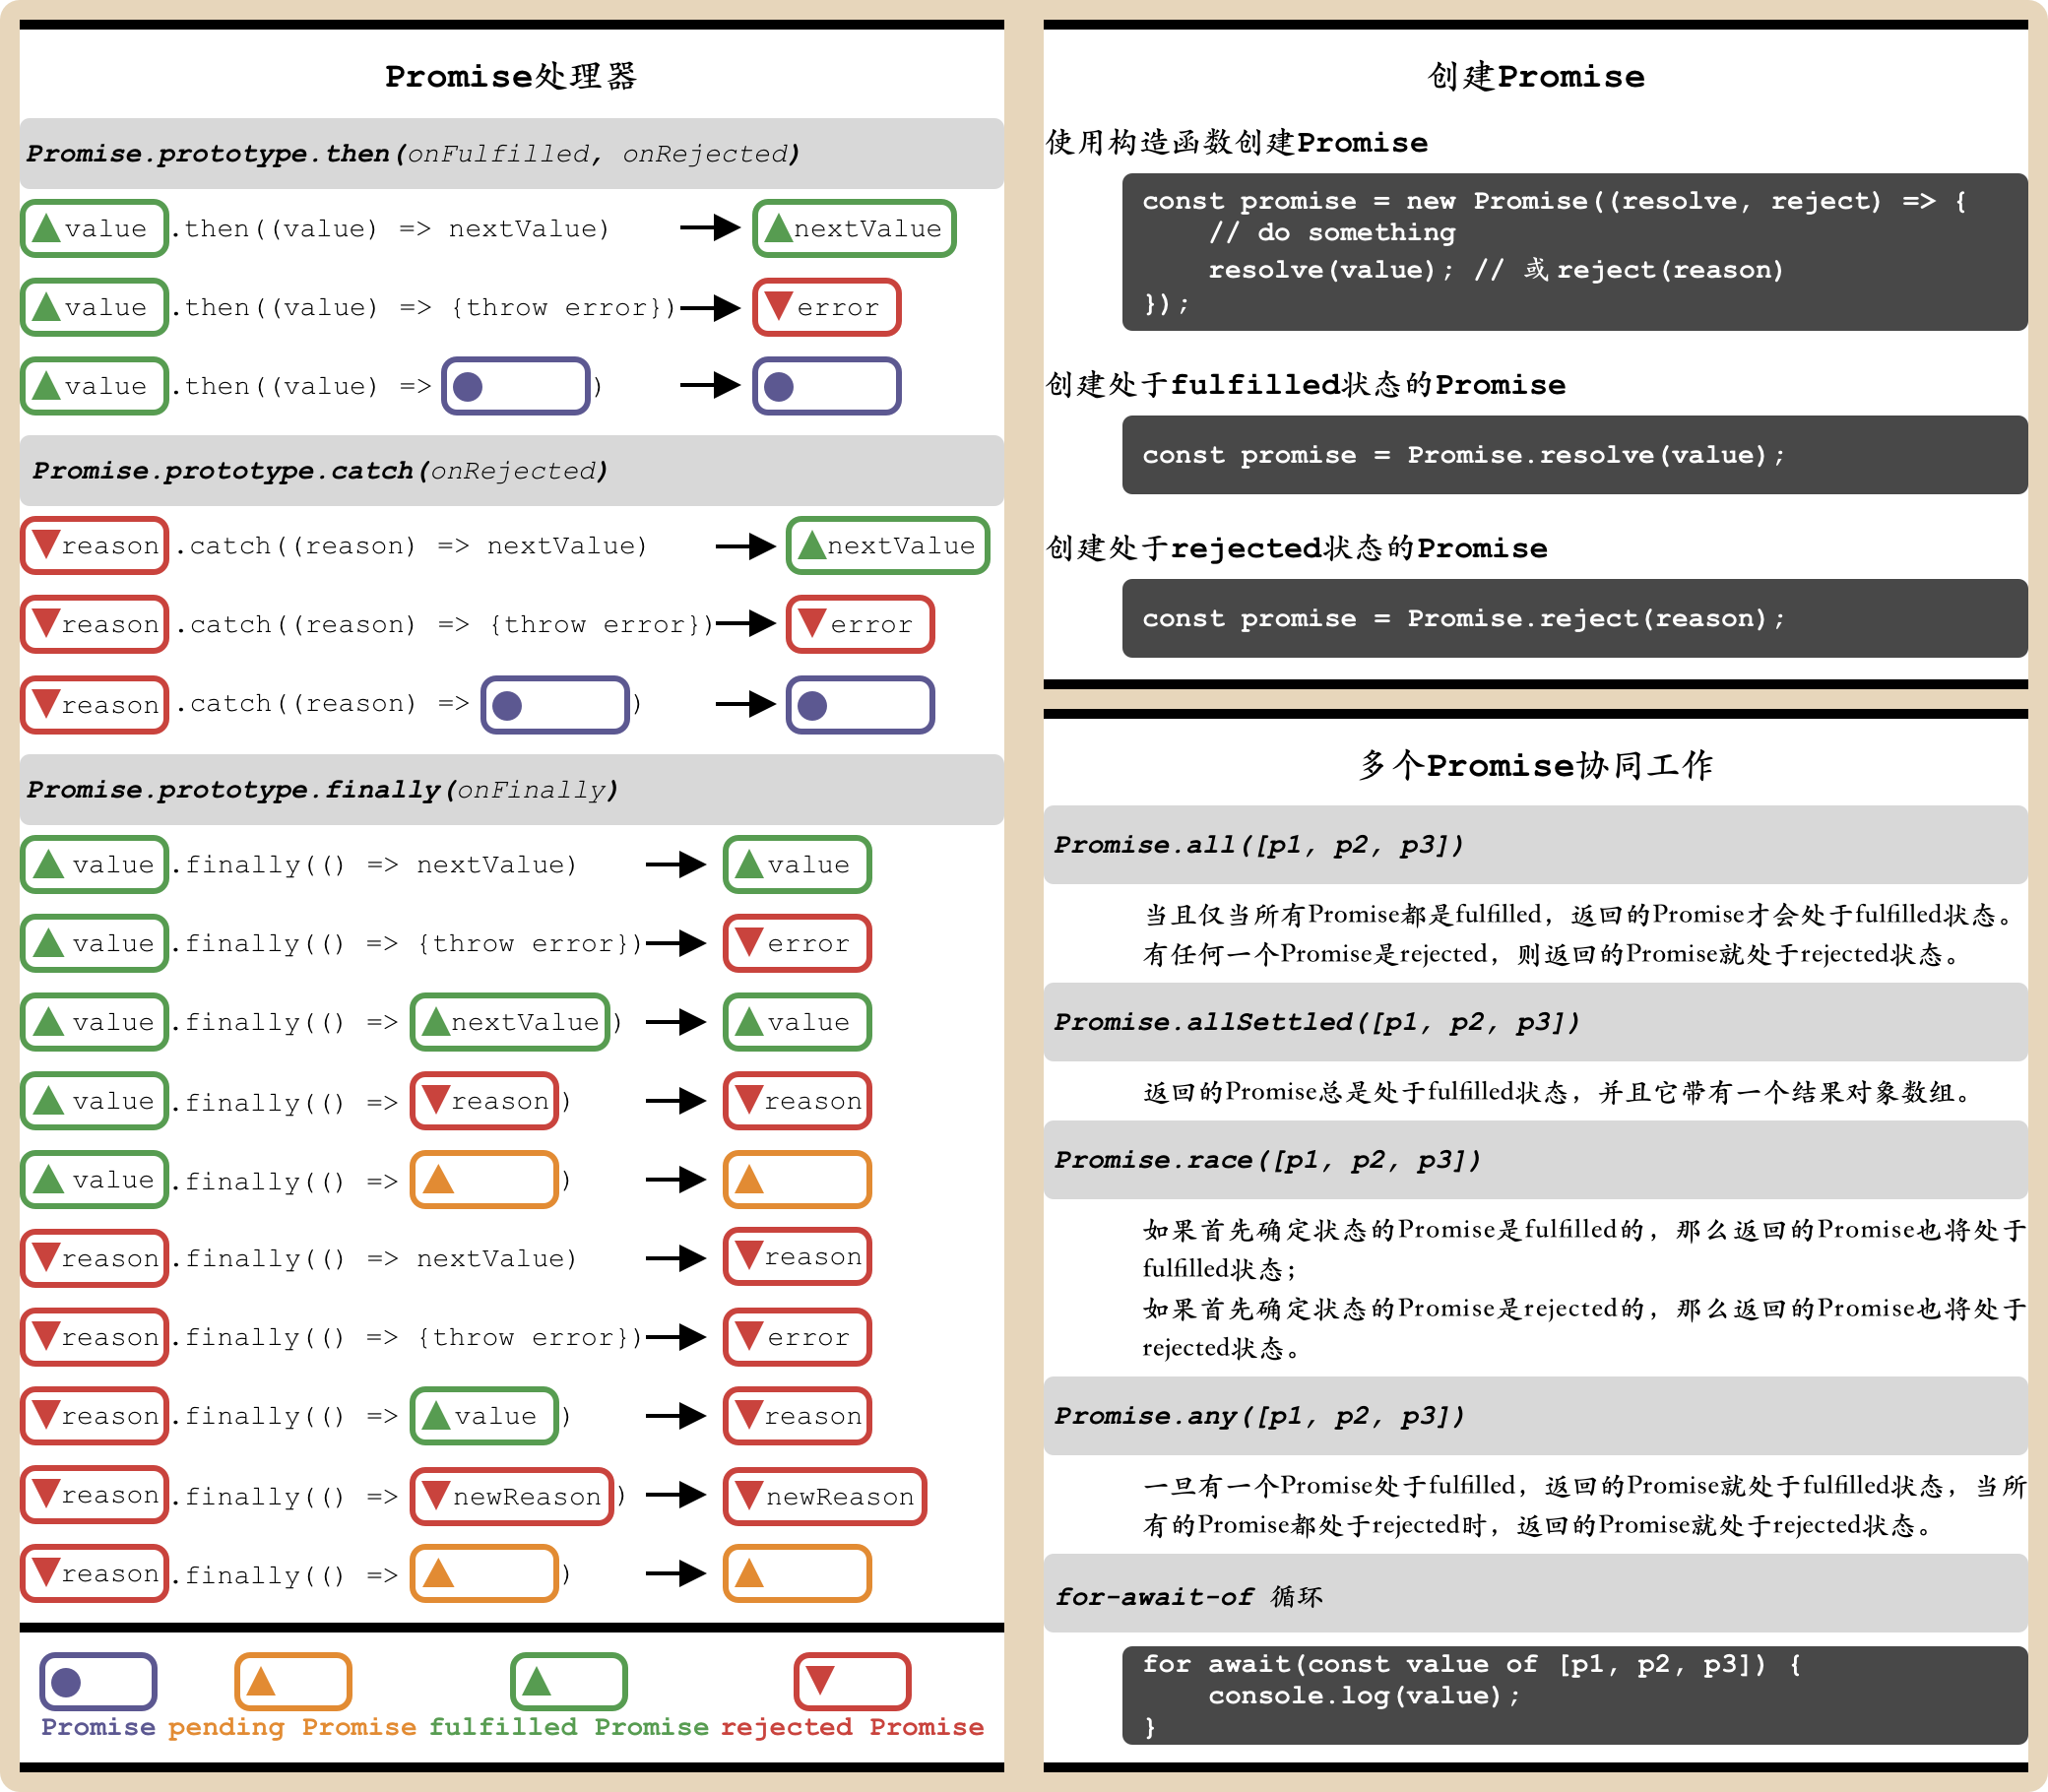 Promise处理器
Promise.prototype.then(onFulfilled, onRejected)
value .then((value) => nextValue) nextValue
value .then((value) => {throw error}) error
value .then((value) => )
Promise.prototype.catch(onRejected)
reason .catch((reason) => nextValue) nextValue
reason .catch((reason) => {throw error}) error
reason .catch((reason) => )
Promise.prototype.finally(onFinally)
value .finally(() => nextValue) value
value .finally(() => {throw error}) error
value .finally(() => nextValue ) value
value .finally(() => reason ) reason
value .finally(() => )
reason .finally(() => nextValue) reason
reason .finally(() => {throw error}) error
reason .finally(() => value ) reason
reason .finally(() => newReason ) newReason
reason .finally(() => )
Promise pending Promise fulfilled Promise rejected Promise
创建Promise
使用构造函数创建Promise
const promise = new Promise((resolve, reject) => {
// do something
resolve(value); // 或 reject(reason)
});
创建处于fulfilled状态的Promise
const promise = Promise.resolve(value);
创建处于rejected状态的Promise
const promise = Promise.reject(reason);
多个Promise协同工作
Promise.all([p1, p2, p3])
当且仅当所有Promise都是fulfilled，返回的Promise才会处于fulfilled状态。
有任何一个Promise是rejected，则返回的Promise就处于rejected状态。
Promise.allSettled([p1, p2, p3])
返回的Promise总是处于fulfilled状态，并且它带有一个结果对象数组。
Promise.race([p1, p2, p3])
如果首先确定状态的Promise是fulfilled的，那么返回的Promise也将处于
fulfilled状态；
如果首先确定状态的Promise是rejected的，那么返回的Promise也将处于
rejected状态。
Promise.any([p1, p2, p3])
一旦有一个Promise处于fulfilled，返回的Promise就处于fulfilled状态，当所
有的Promise都处于rejected时，返回的Promise就处于rejected状态。
for-await-of 循环
for await(const value of [p1, p2, p3]) {
console.log(value);
}